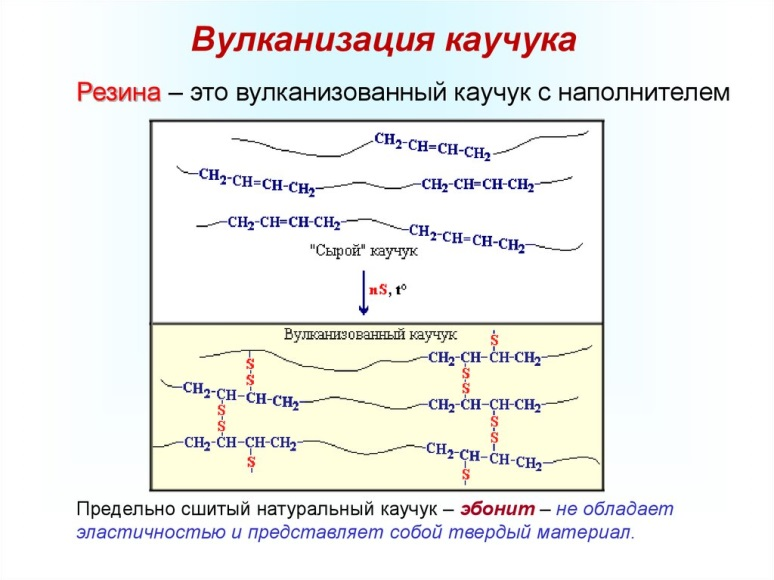 Вулканизация каучука
Резина – это вулканизованный каучук с наполнителем
CH2-CH=CH-CH2
CH2-CH=CH-CH2
CH2-CH=CH-CH2
CH2-CH=CH-CH2
CH2-CH=CH-CH2
"Сырой" каучук
nS, t°
Вулканизованный каучук
S
S
CH2-CH-CH-CH2
S
S
S
CH2-CH-CH-CH2
CH2-CH-CH-CH2
S
S
S
S
CH2-CH-CH-CH2
CH2-CH-CH-CH2
S
S
Предельно сшитый натуральный каучук – эбонит – не обладает
эластичностью и представляет собой твердый материал.